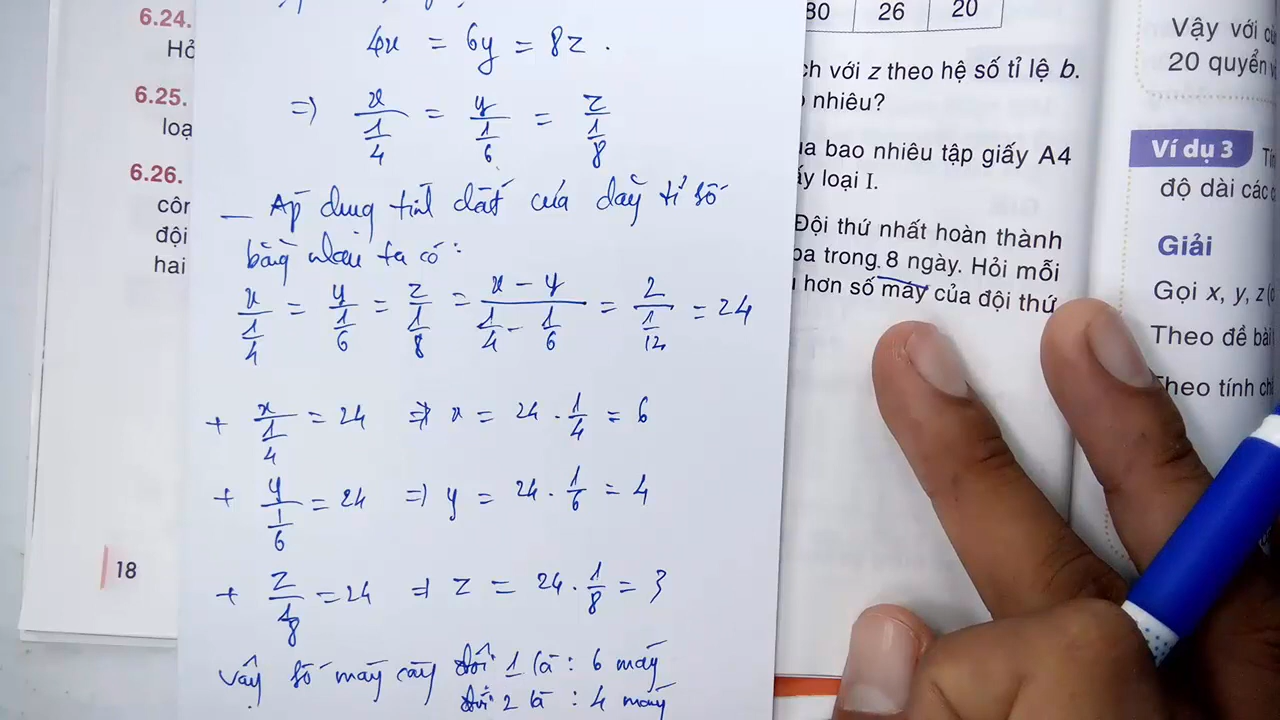 6.24.
Hỏ
6.25.
loạ
6.26.
côn
đội
hai
18
4x = 6y = 8z.
=> x/(1/4) = y/(1/6) = z/(1/8)
– Áp dụng tính chất của dãy tỉ số
bằng nhau ta có:
x/(1/4) = y/(1/6) = z/(1/8) = (x - y)/(1/4 - 1/6) = 2/(1/12) = 24
+ x/(1/4) = 24 => x = 24 . 1/4 = 6
+ y/(1/6) = 24 => y = 24 . 1/6 = 4
+ z/(1/8) = 24 => z = 24 . 1/8 = 3
Vậy số máy cày đội 1 là : 6 máy
đội 2 là : 4 máy
80 26 20
ch với z theo hệ số tỉ lệ b.
nhiêu?
ua bao nhiêu tập giấy A4
ấy loại I.
Đội thứ nhất hoàn thành
ba trong 8 ngày. Hỏi mỗi
hơn số máy của đội thứ
Vậy với
20 quyển
Ví dụ 3
độ dài các
Giải
Gọi x, y, z
Theo đề bài
Theo tính ch